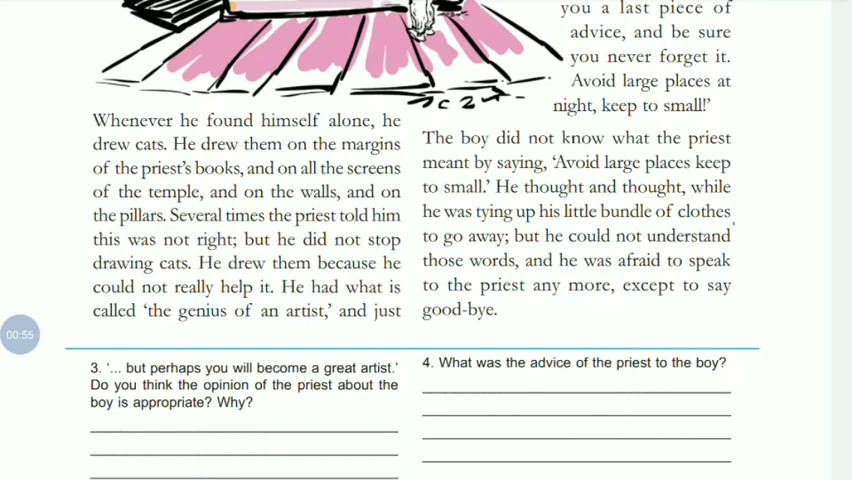 Whenever he found himself alone, he
drew cats. He drew them on the margins
of the priest's books, and on all the screens
of the temple, and on the walls, and on
the pillars. Several times the priest told him
this was not right; but he did not stop
drawing cats. He drew them because he
could not really help it. He had what is
called 'the genius of an artist,' and just
you a last piece of
advice, and be sure
you never forget it.
Avoid large places at
night, keep to small!'
The boy did not know what the priest
meant by saying, 'Avoid large places keep
to small.' He thought and thought, while
he was tying up his little bundle of clothes
to go away; but he could not understand
those words, and he was afraid to speak
to the priest any more, except to say
good-bye.
00:55
3. '... but perhaps you will become a great artist.'
Do you think the opinion of the priest about the
boy is appropriate? Why?
4. What was the advice of the priest to the boy?